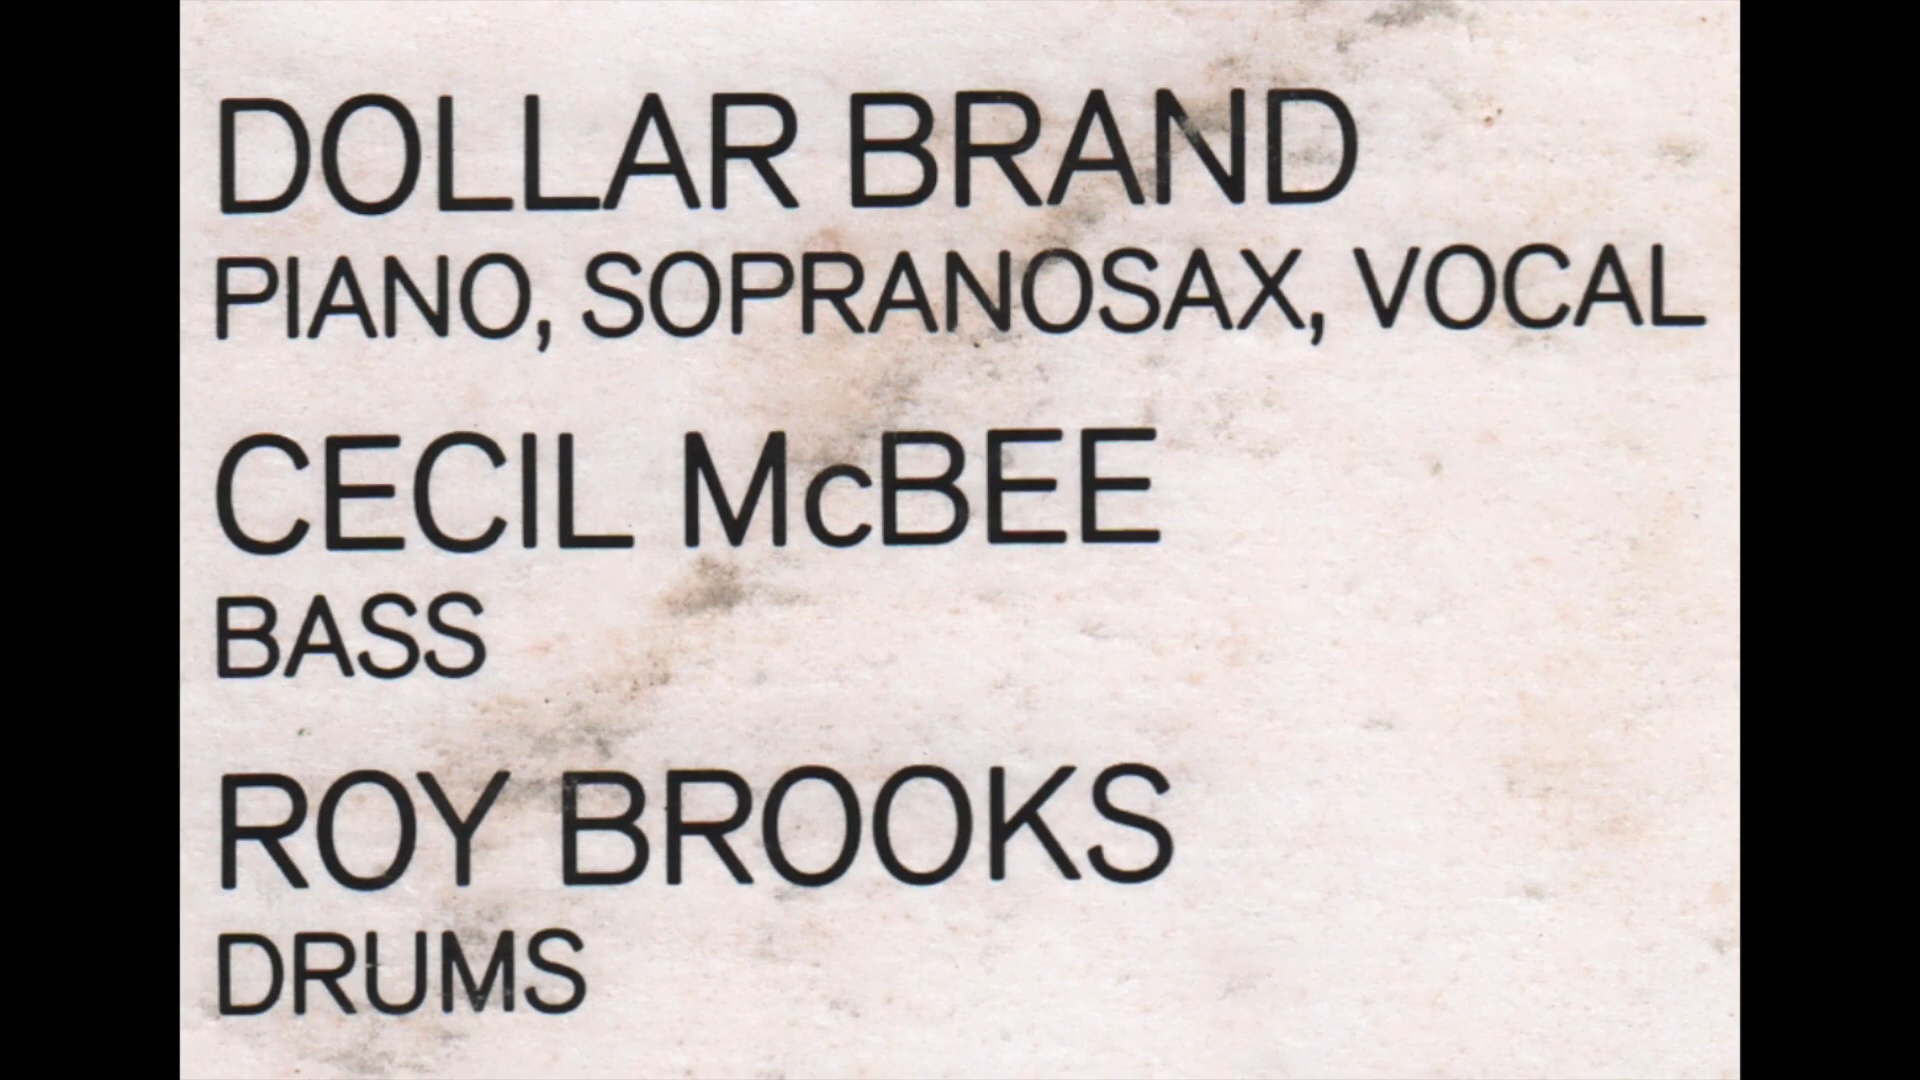 DOLLAR BRAND
PIANO, SOPRANOSAX, VOCAL
CECIL McBEE
BASS
ROY BROOKS
DRUMS